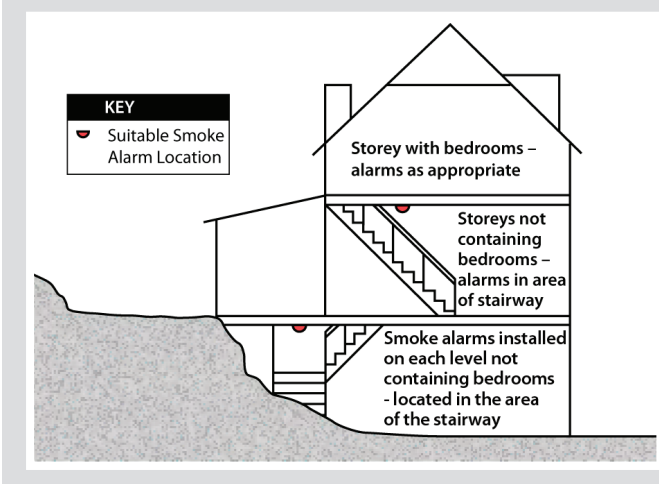 KEY
Suitable Smoke
Alarm Location
Storey with bedrooms –
alarms as appropriate
Storeys not
containing
bedrooms –
alarms in area
of stairway
Smoke alarms installed
on each level not
containing bedrooms
- located in the area
of the stairway